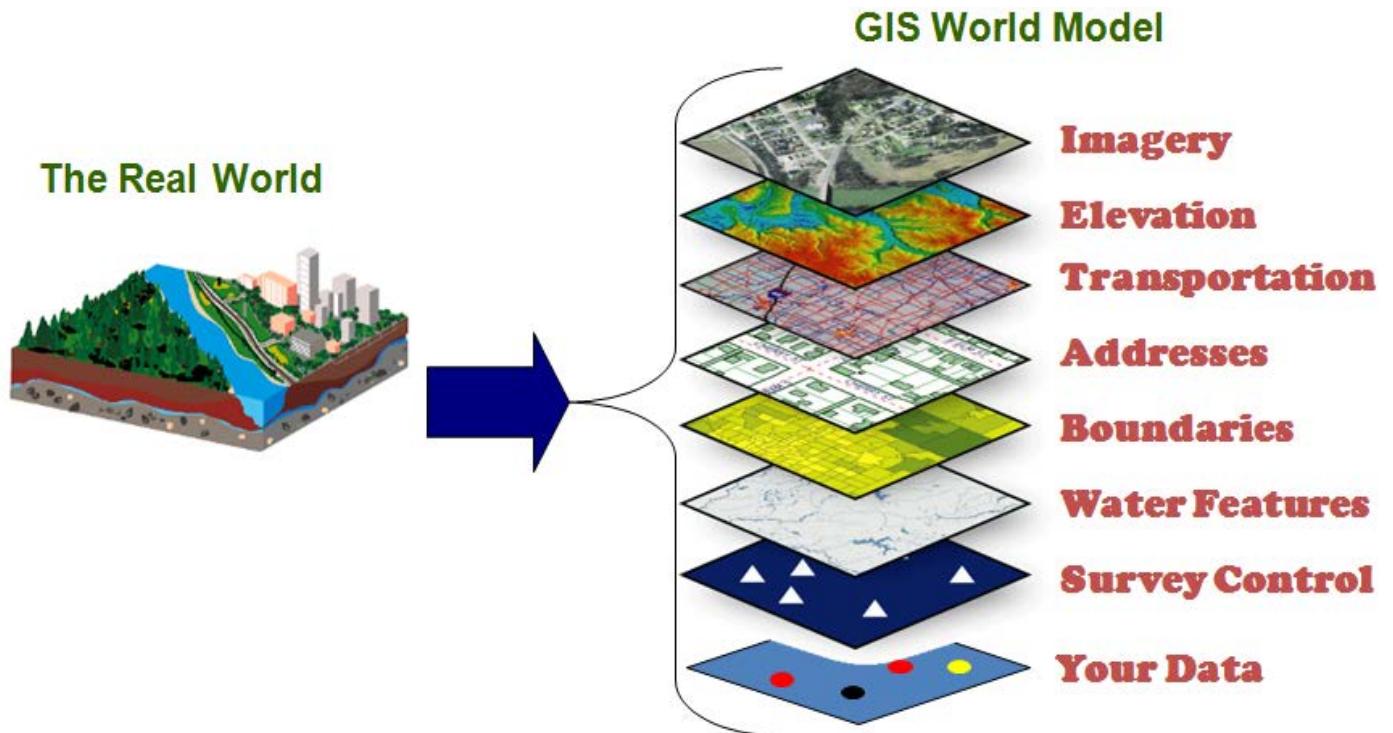 GIS World Model
The Real World
Imagery
Elevation
Transportation
Addresses
Boundaries
Water Features
Survey Control
Your Data